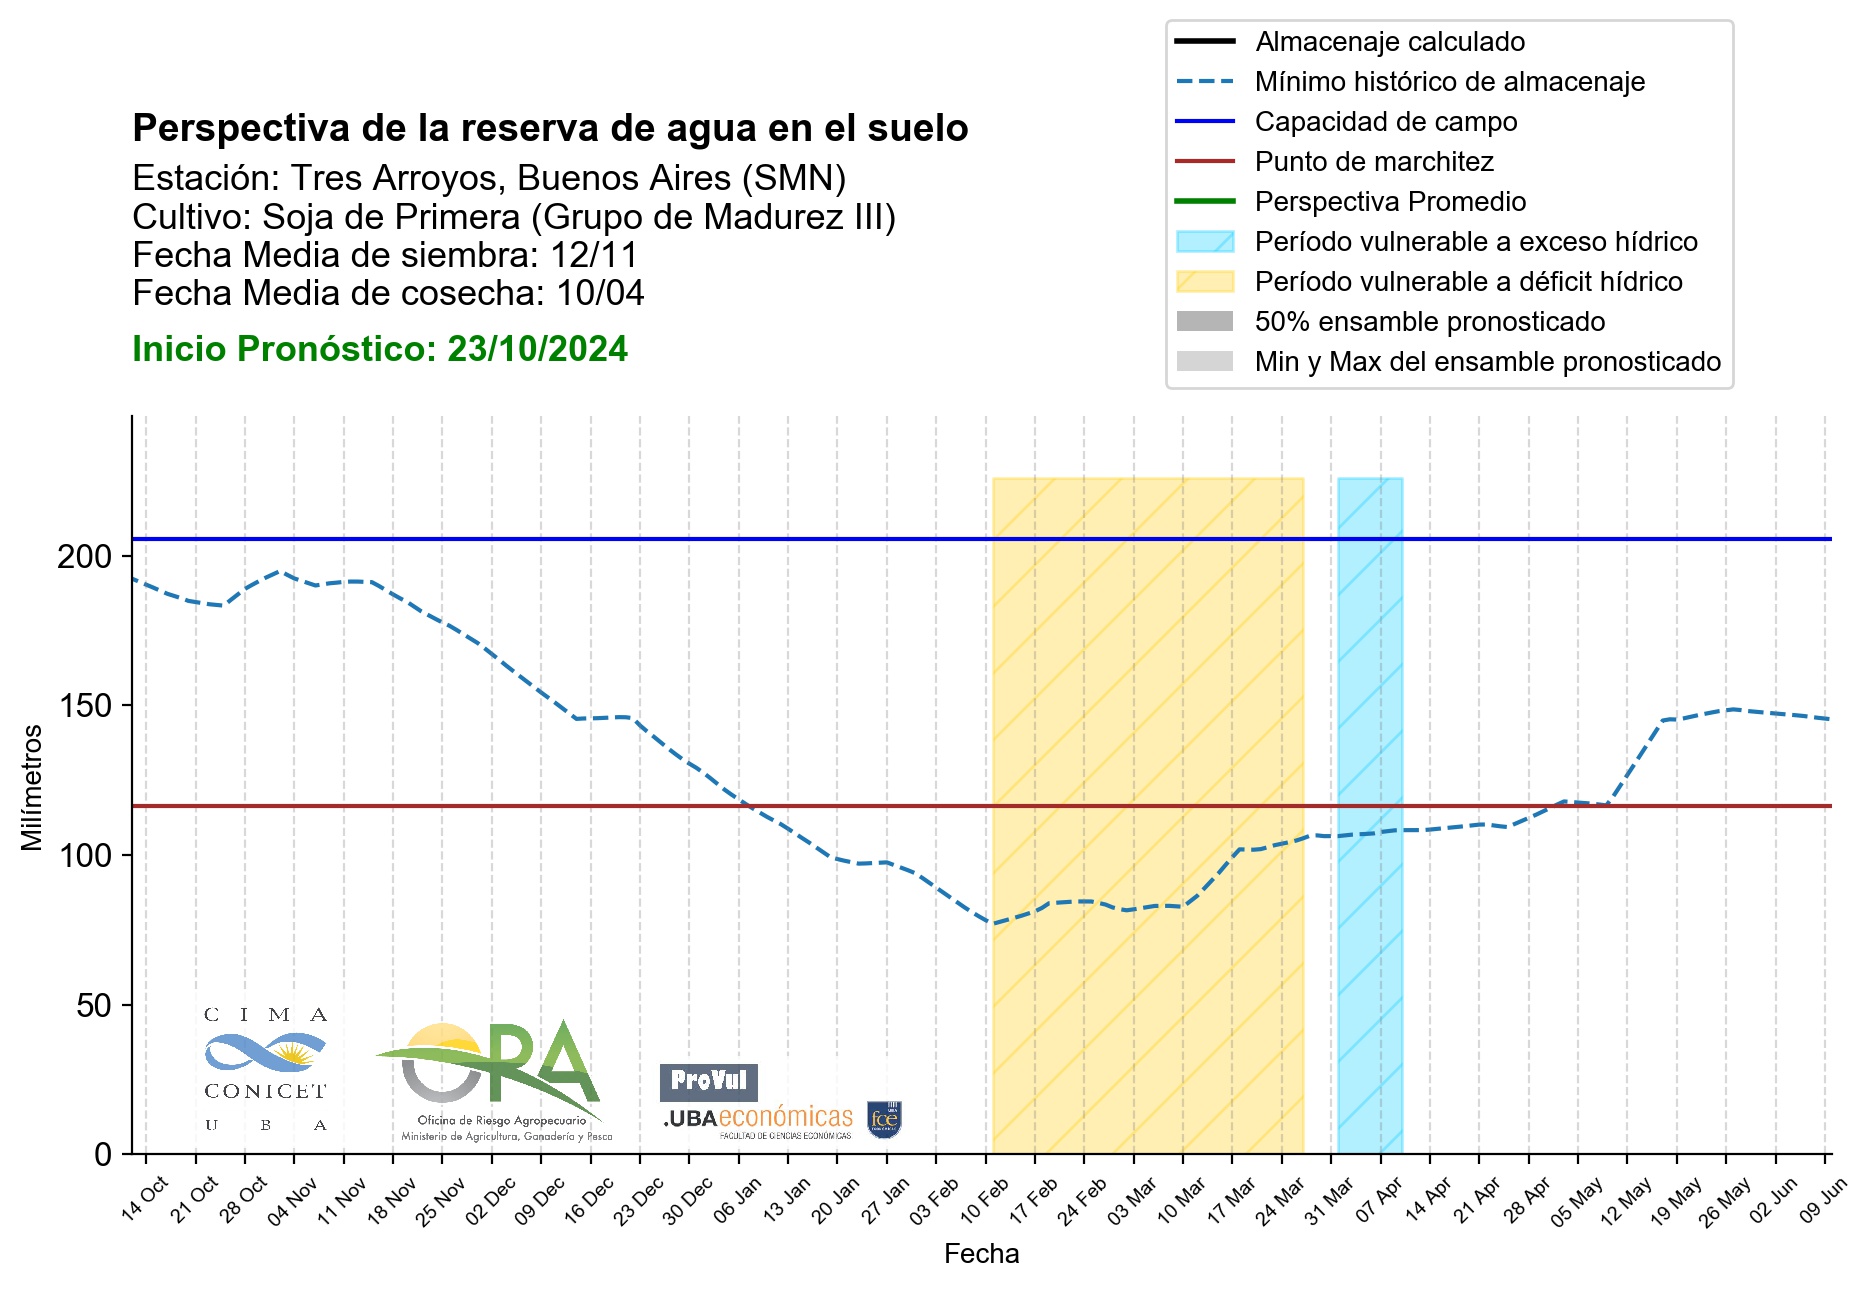 Almacenaje calculado
Mínimo histórico de almacenaje
Capacidad de campo
Punto de marchitez
Perspectiva Promedio
Período vulnerable a exceso hídrico
Período vulnerable a déficit hídrico
50% ensamble pronosticado
Min y Max del ensamble pronosticado
Perspectiva de la reserva de agua en el suelo
Estación: Tres Arroyos, Buenos Aires (SMN)
Cultivo: Soja de Primera (Grupo de Madurez III)
Fecha Media de siembra: 12/11
Fecha Media de cosecha: 10/04
Inicio Pronóstico: 23/10/2024
Milímetros
200
150
100
50
0
C I M A
CONICET
U B A
ORA
Oficina de Riesgo Agropecuario
Ministerio de Agricultura, Ganadería y Pesca
ProVul
.UBAeconómicas
FACULTAD DE CIENCIAS ECONÓMICAS
UBA
fce
ECONÓMICAS
14 Oct
21 Oct
28 Oct
04 Nov
11 Nov
18 Nov
25 Nov
02 Dec
09 Dec
16 Dec
23 Dec
30 Dec
06 Jan
13 Jan
20 Jan
27 Jan
03 Feb
10 Feb
17 Feb
24 Feb
03 Mar
10 Mar
17 Mar
24 Mar
31 Mar
07 Apr
14 Apr
21 Apr
28 Apr
05 May
12 May
19 May
26 May
02 Jun
09 Jun
Fecha